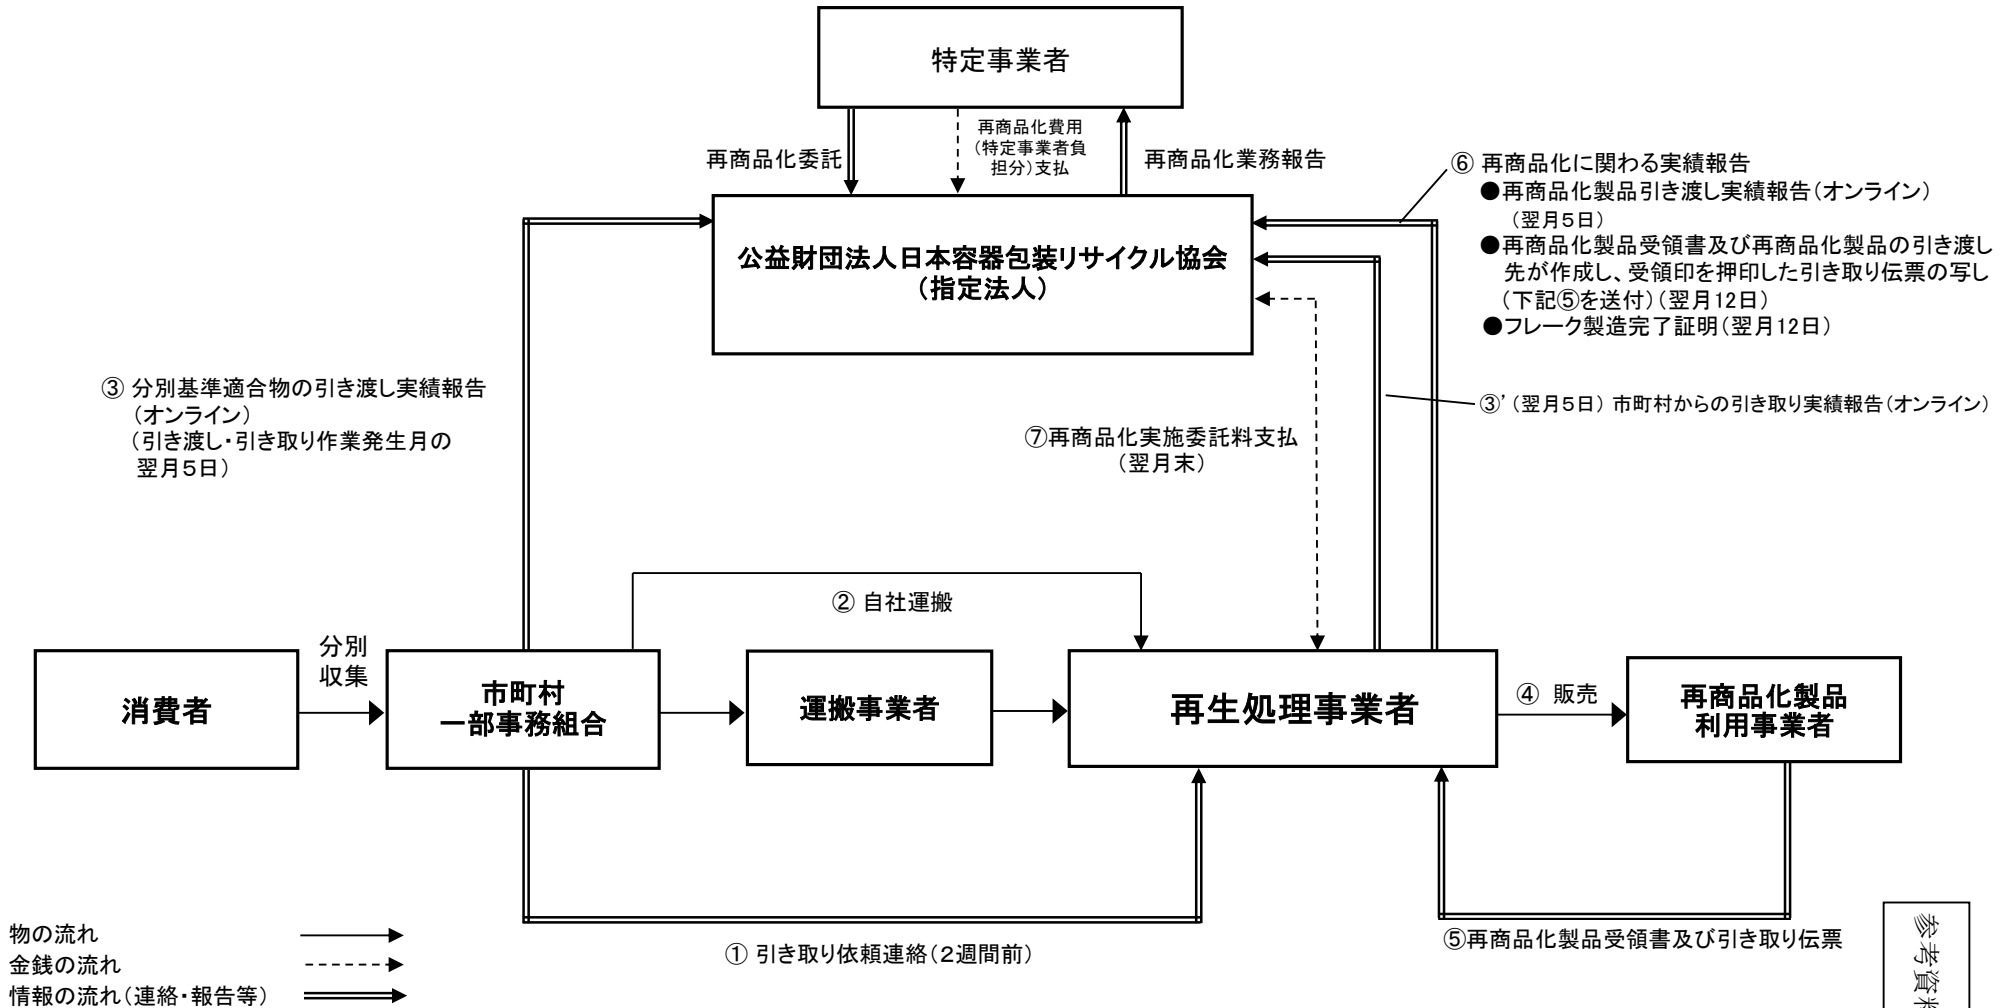 特定事業者
再商品化委託
再商品化費用
(特定事業者負
担分)支払
再商品化業務報告
公益財団法人日本容器包装リサイクル協会
(指定法人)
⑥ 再商品化に関わる実績報告
●再商品化製品引き渡し実績報告(オンライン)
(翌月5日)
●再商品化製品受領書及び再商品化製品の引き渡し
先が作成し、受領印を押印した引き取り伝票の写し
(下記⑤を送付)(翌月12日)
●フレーク製造完了証明(翌月12日)
③ 分別基準適合物の引き渡し実績報告
(オンライン)
(引き渡し・引き取り作業発生月の
翌月5日)
③’(翌月5日) 市町村からの引き取り実績報告(オンライン)
⑦再商品化実施委託料支払
(翌月末)
② 自社運搬
消費者
分別
収集
市町村
一部事務組合
運搬事業者
再生処理事業者
④ 販売
再商品化製品
利用事業者
① 引き取り依頼連絡(2週間前)
⑤再商品化製品受領書及び引き取り伝票
物の流れ
金銭の流れ
情報の流れ(連絡・報告等)
参考資料